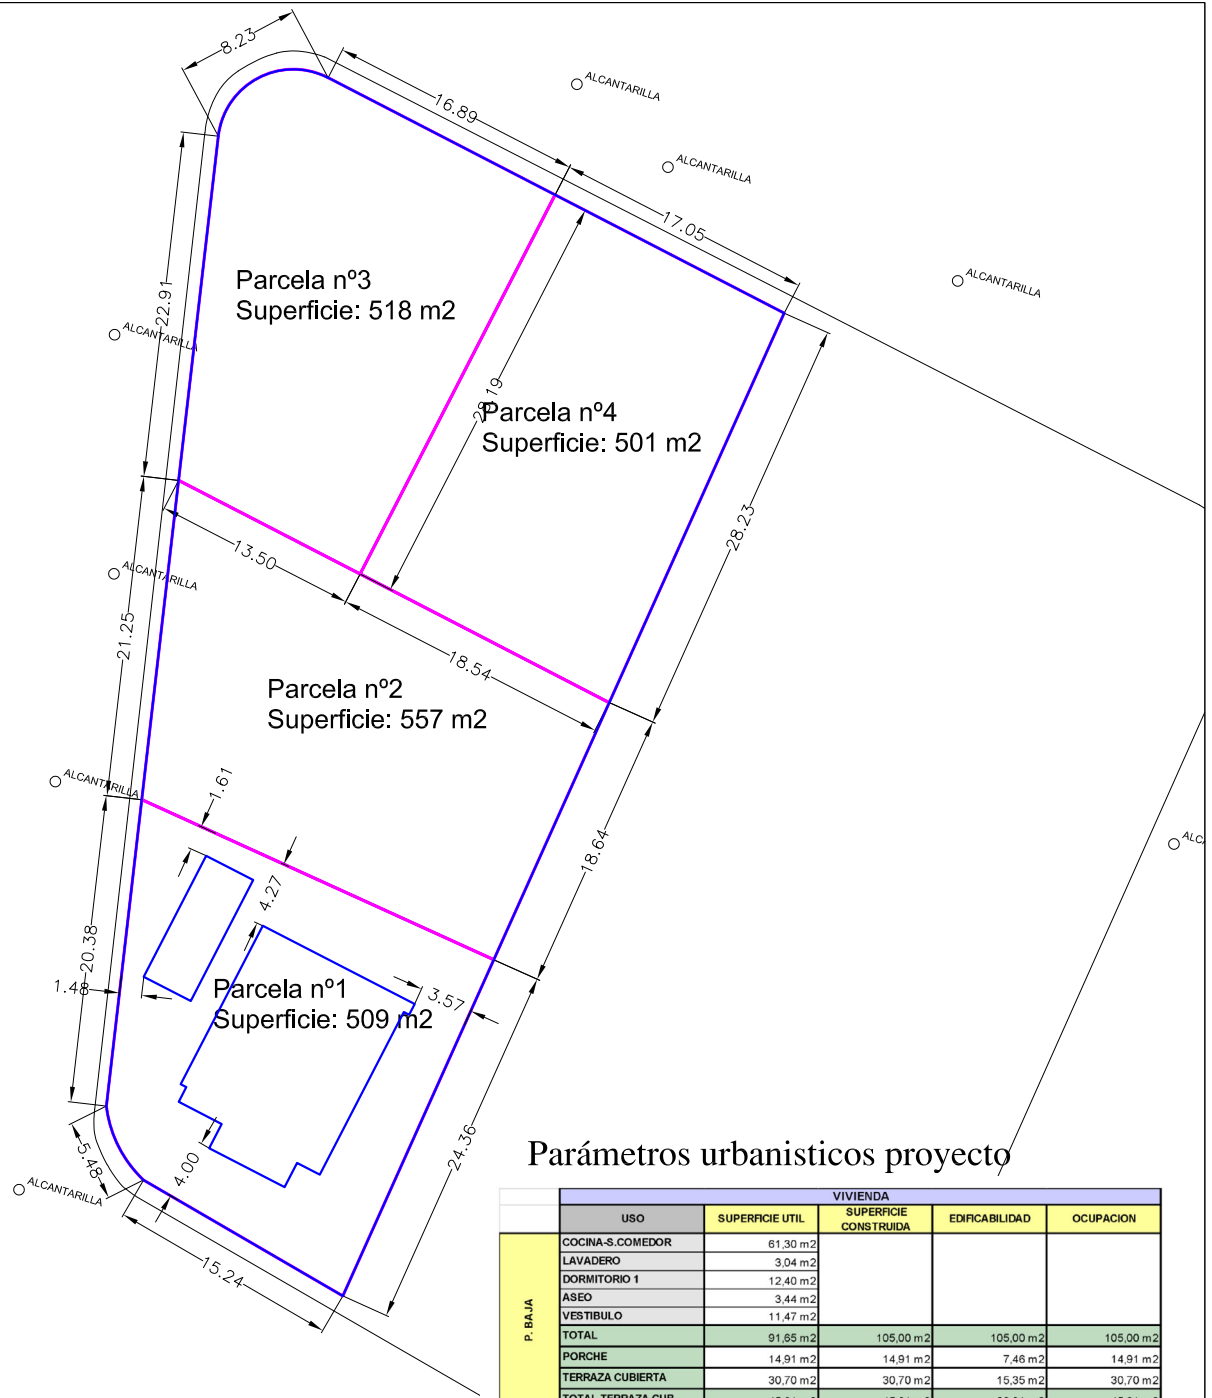 8.23
16.89
ALCANTARILLA
ALCANTARILLA
17.05
ALCANTARILLA
Parcela nº3
Superficie: 518 m2
22.91
ALCANTARILLA
28.19
Parcela nº4
Superficie: 501 m2
28.23
13.50
ALCANTARILLA
21.25
18.54
Parcela nº2
Superficie: 557 m2
ALCANTARILLA
1.61
18.64
4.27
20.38
1.48
Parcela nº1
Superficie: 509 m2
3.57
5.48
4.00
24.36
ALCANTARILLA
15.24
Parámetros urbanisticos proyecto
VIVIENDA
USO SUPERFICIE UTIL SUPERFICIE CONSTRUIDA EDIFICABILIDAD OCUPACION
P. BAJA
COCINA-S.COMEDOR 61,30 m2
LAVADERO 3,04 m2
DORMITORIO 1 12,40 m2
ASEO 3,44 m2
VESTIBULO 11,47 m2
TOTAL 91,65 m2 105,00 m2 105,00 m2 105,00 m2
PORCHE 14,91 m2 14,91 m2 7,46 m2 14,91 m2
TERRAZA CUBIERTA 30,70 m2 30,70 m2 15,35 m2 30,70 m2